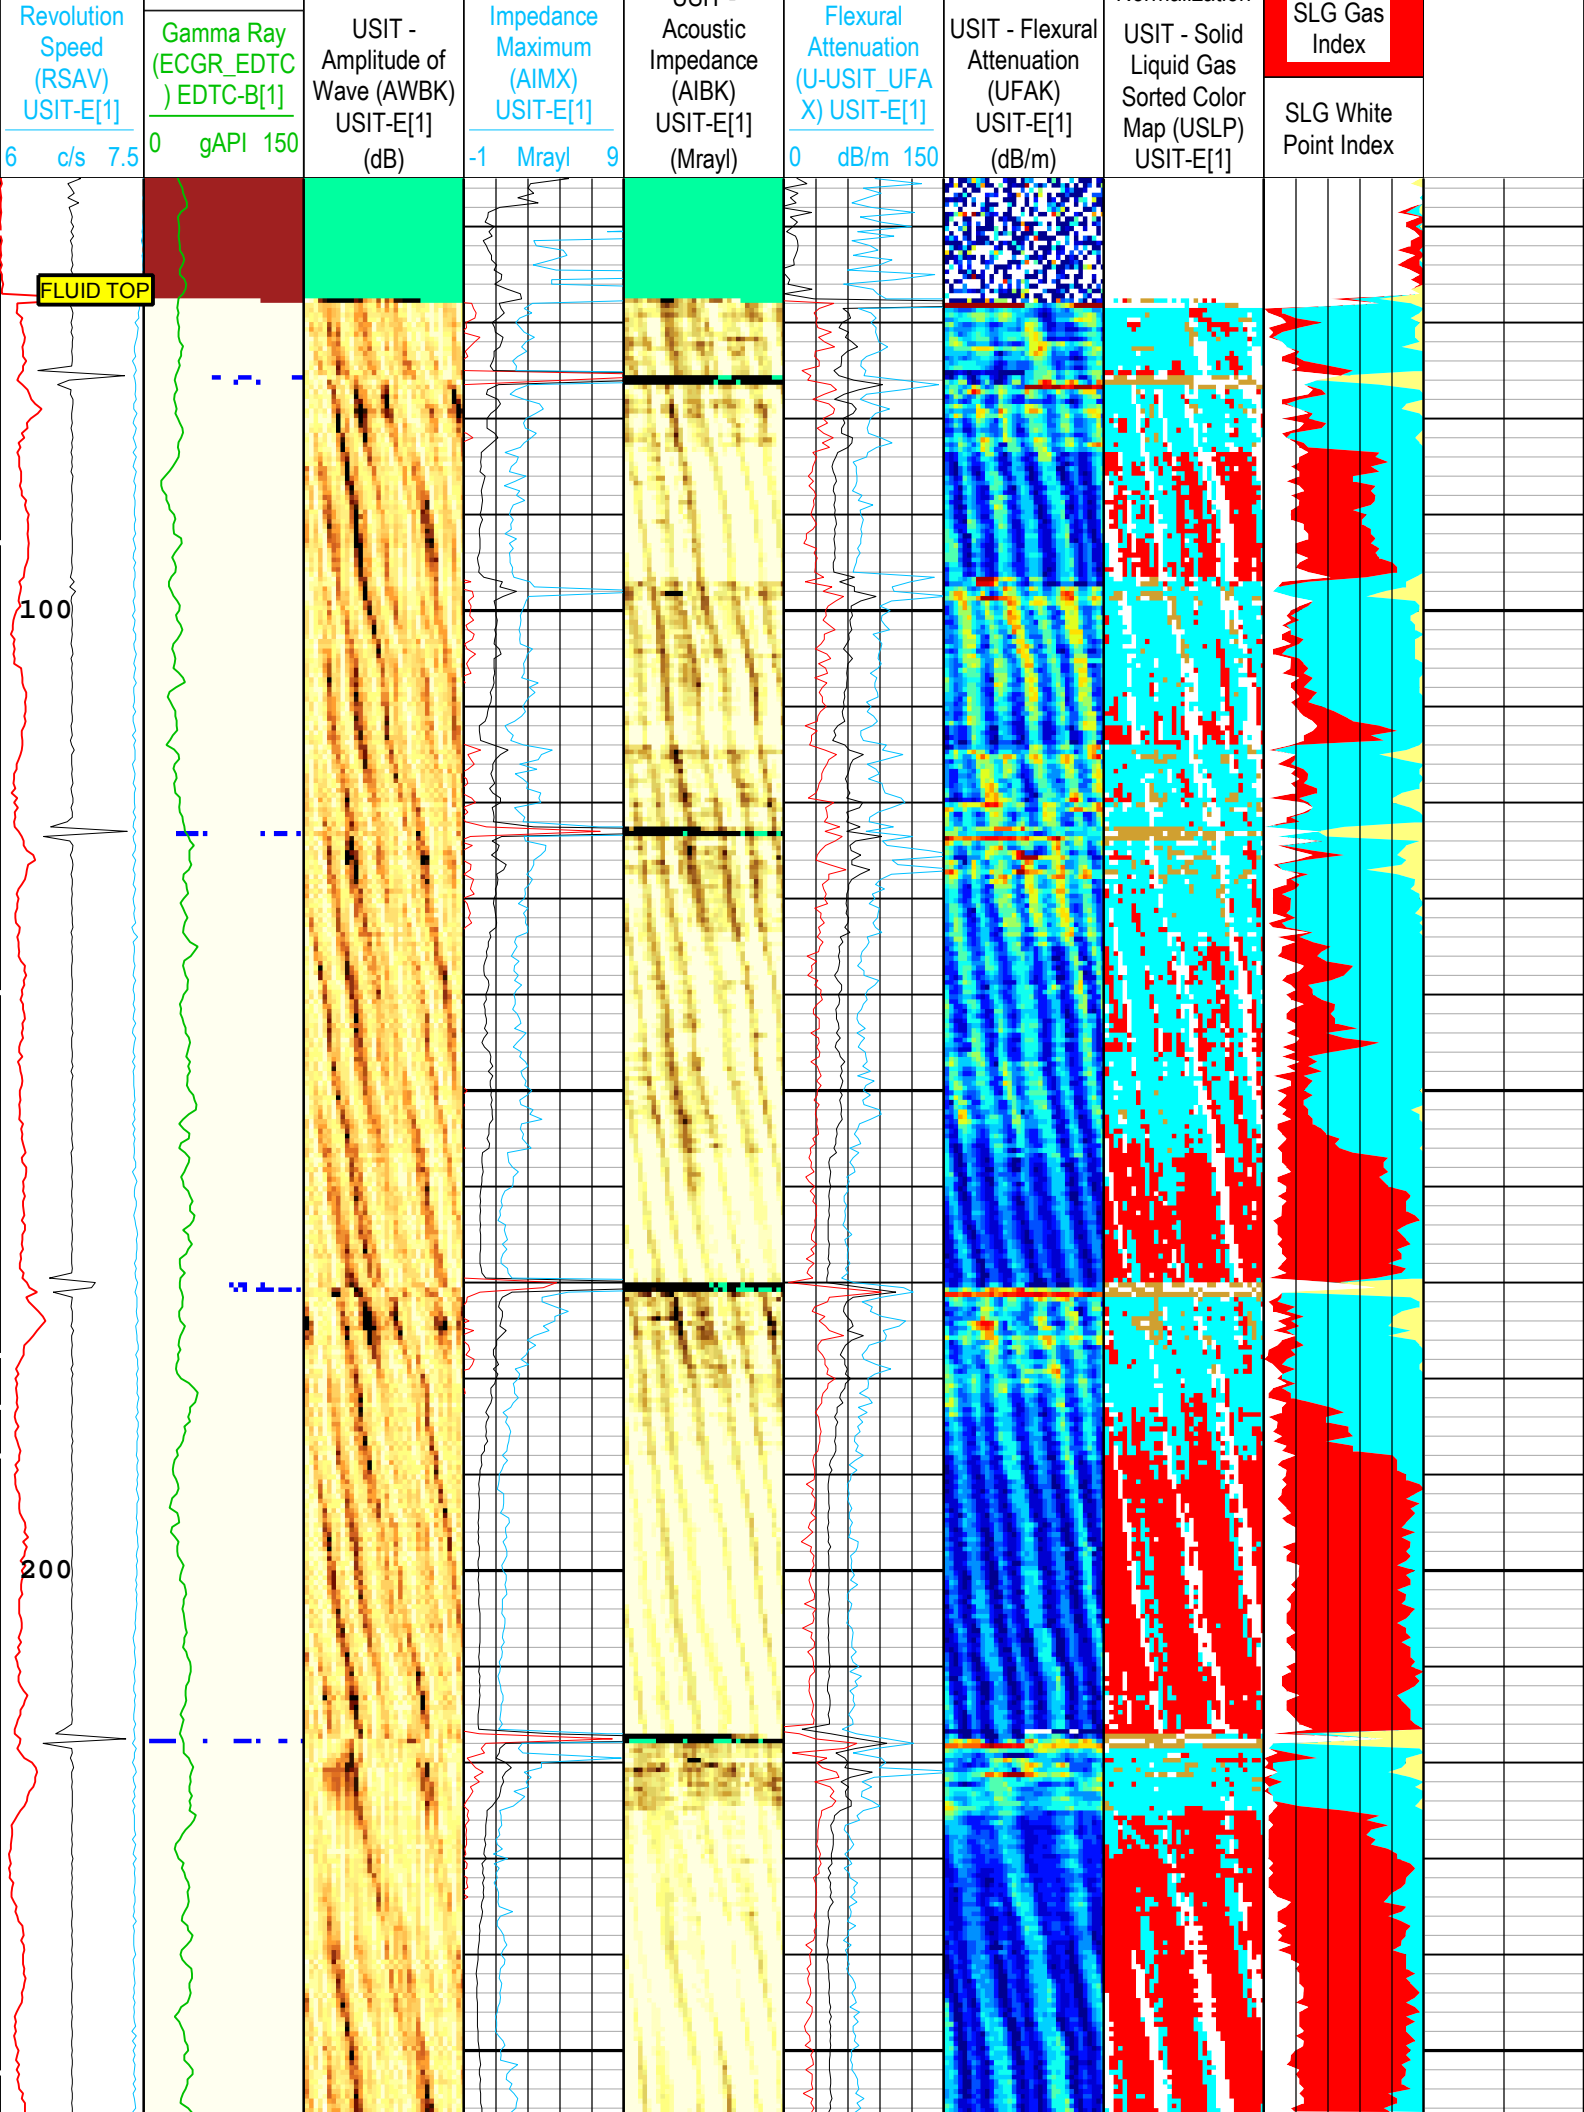 Revolution
Speed
(RSAV)
USIT-E[1]
6 c/s 7.5
Gamma Ray
(ECGR_EDTC
) EDTC-B[1]
0 gAPI 150
USIT -
Amplitude of
Wave (AWBK)
USIT-E[1]
(dB)
Impedance
Maximum
(AIMX)
USIT-E[1]
-1 Mrayl 9
Acoustic
Impedance
(AIBK)
USIT-E[1]
(Mrayl)
Flexural
Attenuation
(U-USIT_UFA
X) USIT-E[1]
0 dB/m 150
USIT - Flexural
Attenuation
(UFAK)
USIT-E[1]
(dB/m)
USIT - Solid
Liquid Gas
Sorted Color
Map (USLP)
USIT-E[1]
SLG Gas
Index
SLG White
Point Index
FLUID TOP
100
200